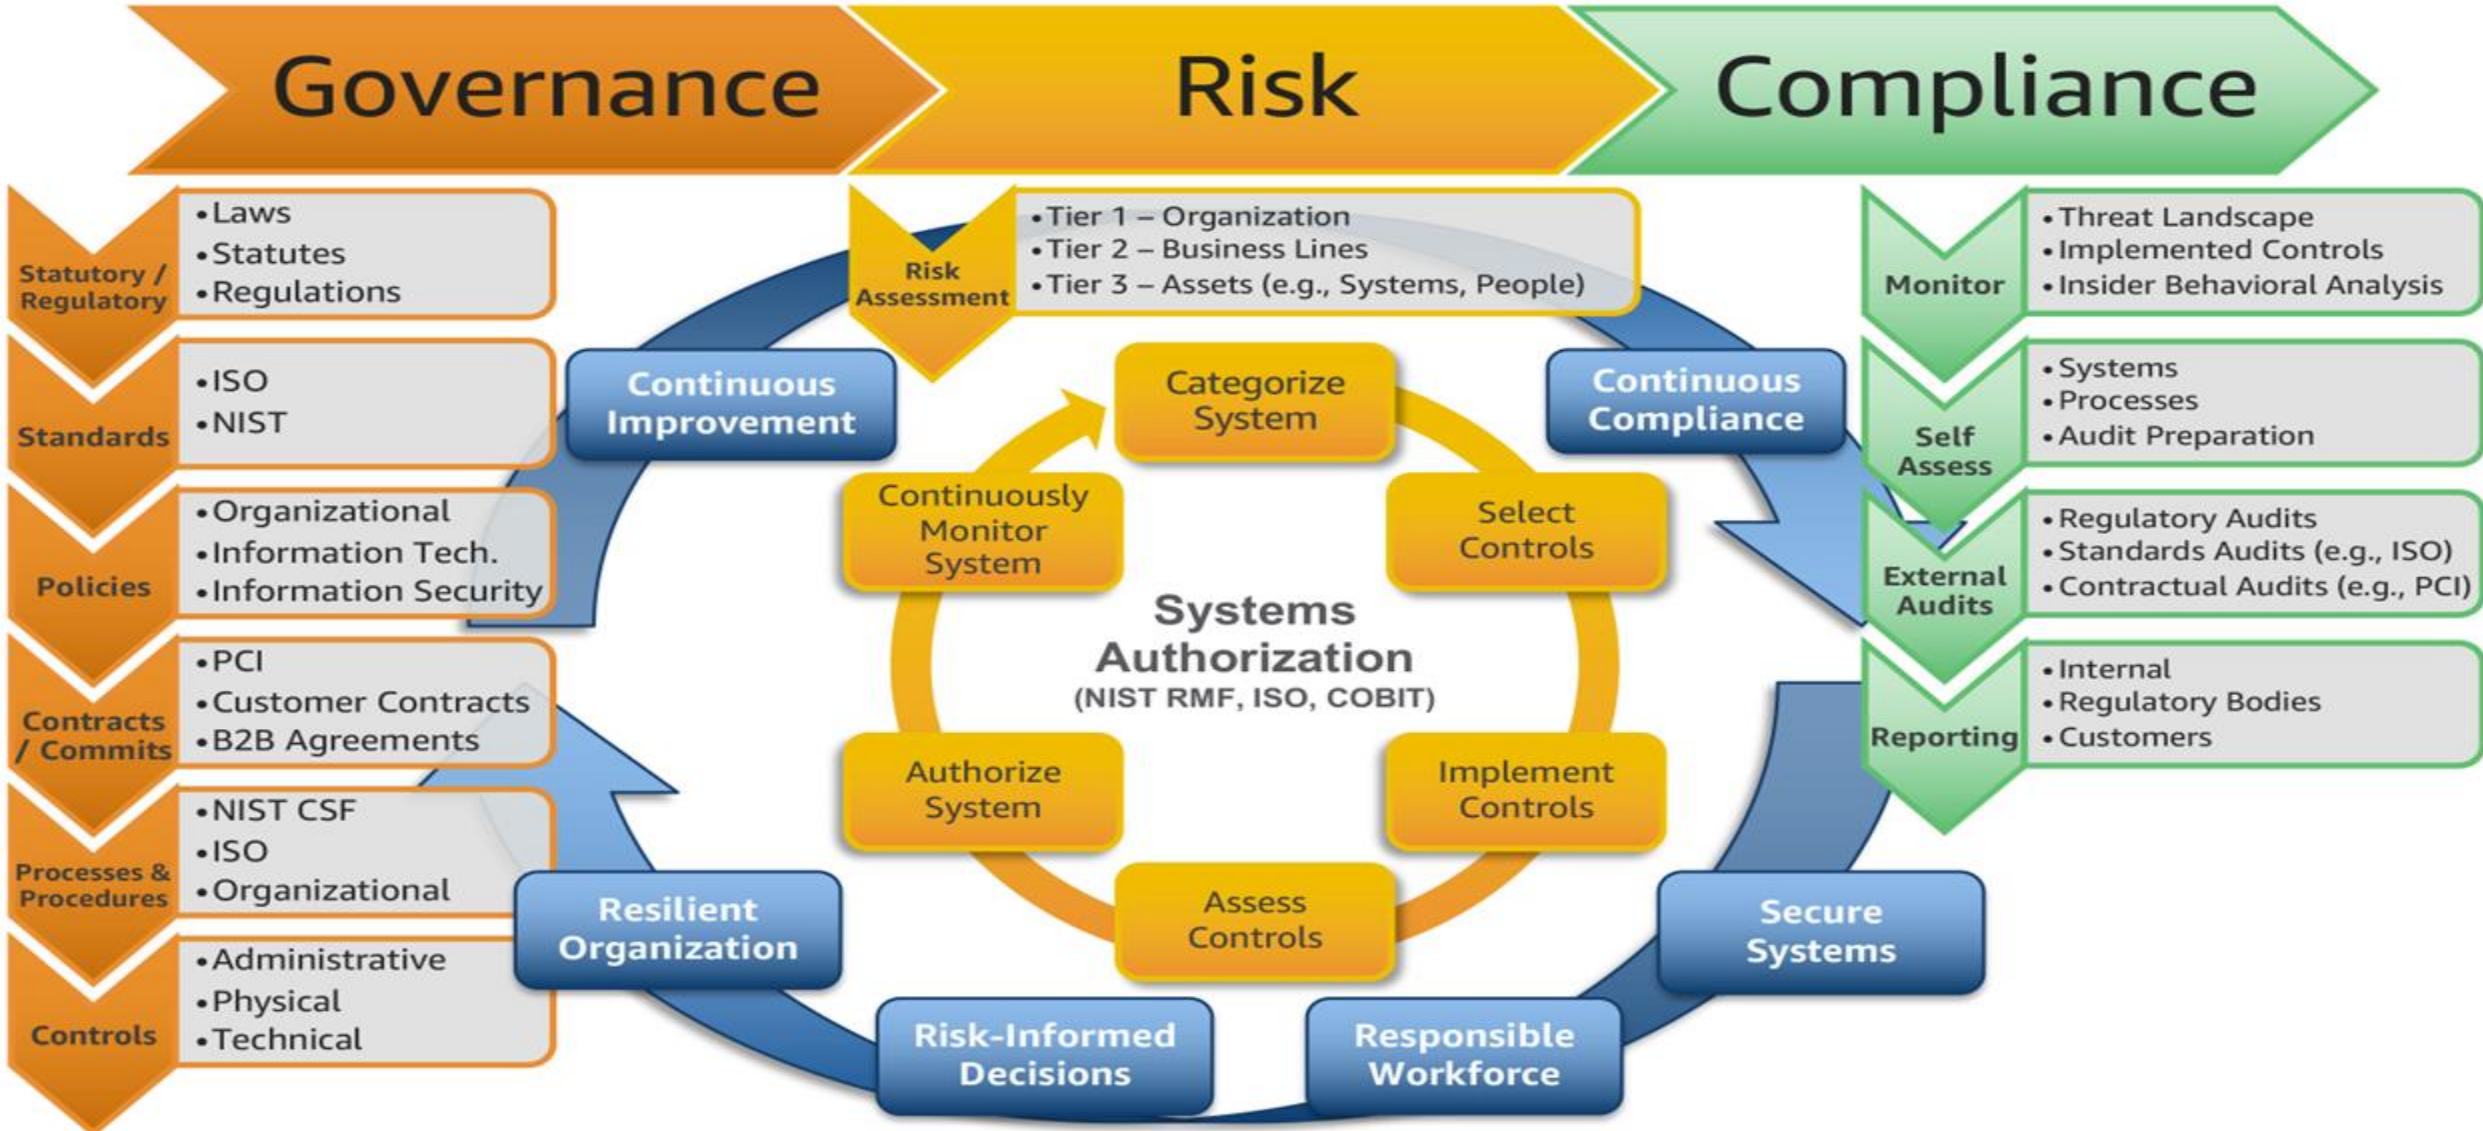 Governance
Risk
Compliance
Statutory /
Regulatory
•Laws
•Statutes
•Regulations
Standards
•ISO
•NIST
Policies
•Organizational
•Information Tech.
•Information Security
Contracts
/ Commits
•PCI
•Customer Contracts
•B2B Agreements
Processes &
Procedures
•NIST CSF
•ISO
•Organizational
Controls
•Administrative
•Physical
•Technical
Risk
Assessment
•Tier 1 – Organization
•Tier 2 – Business Lines
•Tier 3 – Assets (e.g., Systems, People)
Continuous
Improvement
Continuous
Compliance
Categorize
System
Select
Controls
Implement
Controls
Assess
Controls
Authorize
System
Continuously
Monitor
System
Systems
Authorization
(NIST RMF, ISO, COBIT)
Secure
Systems
Responsible
Workforce
Risk-Informed
Decisions
Resilient
Organization
Monitor
•Threat Landscape
•Implemented Controls
•Insider Behavioral Analysis
Self
Assess
•Systems
•Processes
•Audit Preparation
External
Audits
•Regulatory Audits
•Standards Audits (e.g., ISO)
•Contractual Audits (e.g., PCI)
Reporting
•Internal
•Regulatory Bodies
•Customers